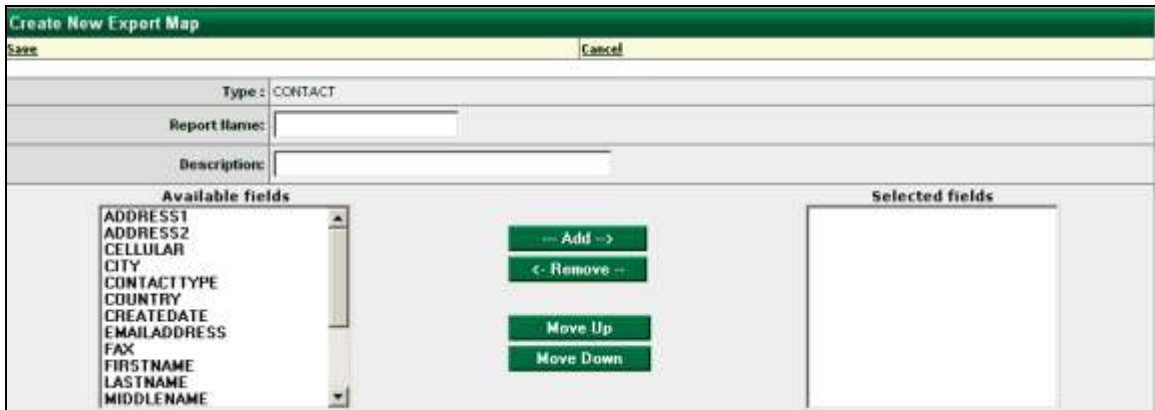 Create New Export Map
Save Cancel
Type : CONTACT
Report Name:
Description:
Available fields Selected fields
ADDRESS1
ADDRESS2
CELLULAR
CITY
CONTACTTYPE
COUNTRY
CREATEDATE
EMAILADDRESS
FAX
FIRSTNAME
LASTNAME
MIDDLENAME
--- Add -->
<- Remove --
Move Up
Move Down